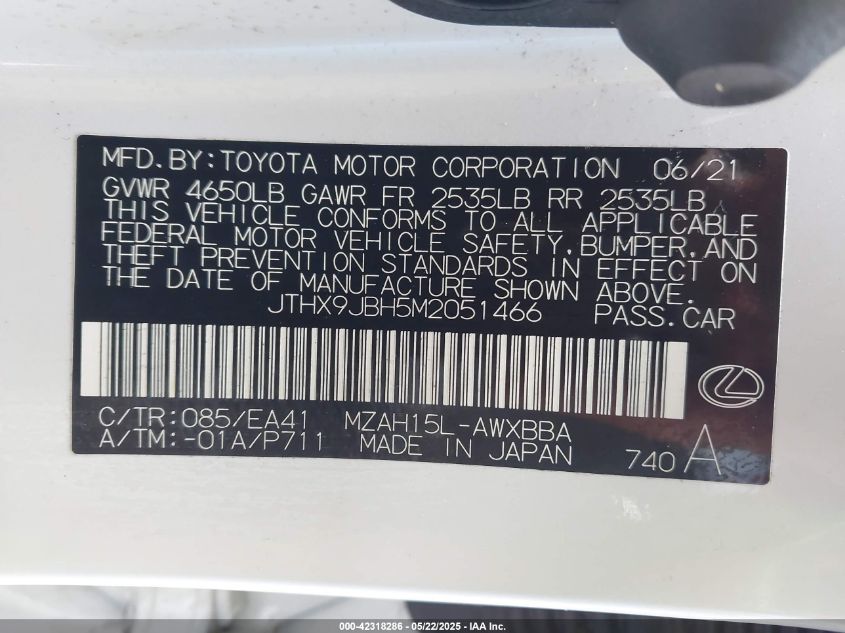 MFD.BY:TOYOTA MOTOR CORPORATION 06/21
GVWR 4650LB GAWR FR 2535LB RR 2535LB
THIS VEHICLE CONFORMS TO ALL APPLICABLE
FEDERAL MOTOR VEHICLE SAFETY,BUMPER,AND
THEFT PREVENTION STANDARDS IN EFFECT ON
THE DATE OF MANUFACTURE SHOWN ABOVE.
JTHX9JBH5M2051466 PASS.CAR
C/TR:085/EA41 MZAH15L-AWXBBA
A/TM:-01A/P711 MADE IN JAPAN 740 A
000-42318286 - 05/22/2025 - IAA Inc.